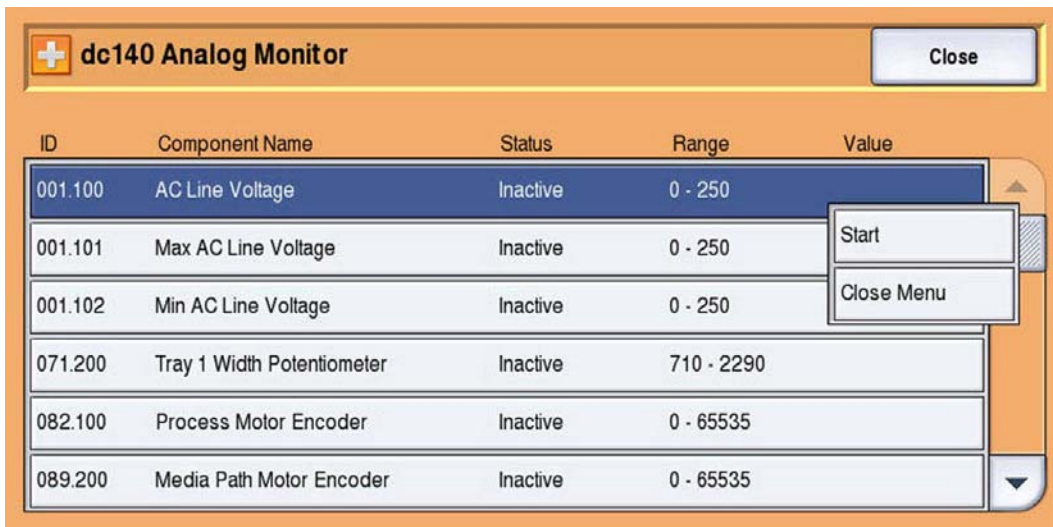 dc140 Analog Monitor Close
ID Component Name Status Range Value
001.100 AC Line Voltage Inactive 0 - 250
Start
001.101 Max AC Line Voltage Inactive 0 - 250
Close Menu
001.102 Min AC Line Voltage Inactive 0 - 250
071.200 Tray 1 Width Potentiometer Inactive 710 - 2290
082.100 Process Motor Encoder Inactive 0 - 65535
089.200 Media Path Motor Encoder Inactive 0 - 65535